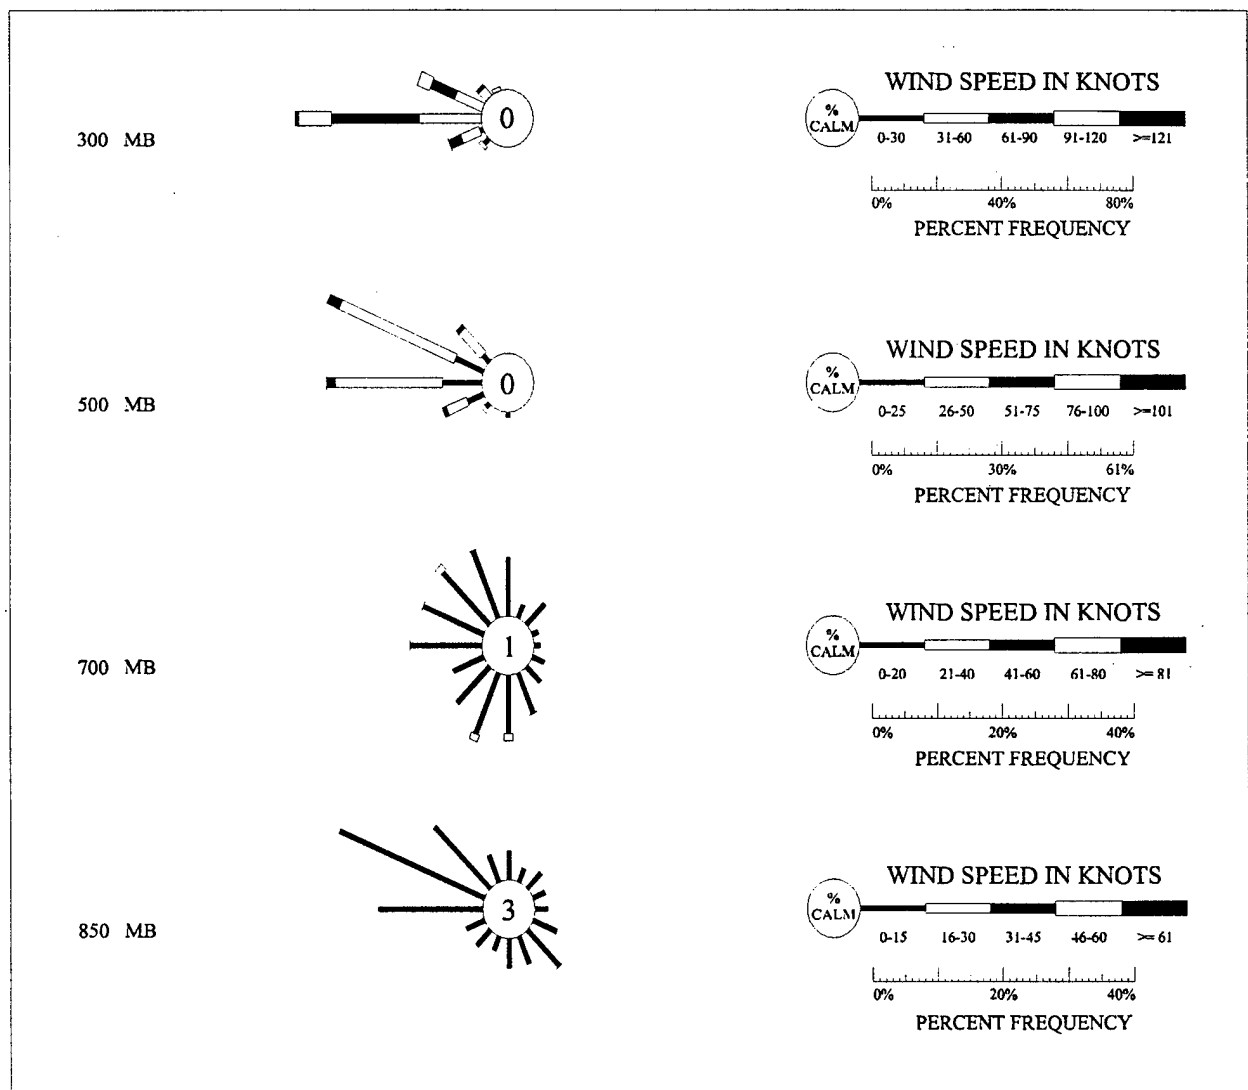 WIND SPEED IN KNOTS
300 MB
0
% CALM
0-30 31-60 61-90 91-120 >=121
0% 40% 80%
PERCENT FREQUENCY
WIND SPEED IN KNOTS
500 MB
0
% CALM
0-25 26-50 51-75 76-100 >=101
0% 30% 61%
PERCENT FREQUENCY
WIND SPEED IN KNOTS
700 MB
1
% CALM
0-20 21-40 41-60 61-80 >= 81
0% 20% 40%
PERCENT FREQUENCY
WIND SPEED IN KNOTS
850 MB
3
% CALM
0-15 16-30 31-45 46-60 >= 61
0% 20% 40%
PERCENT FREQUENCY